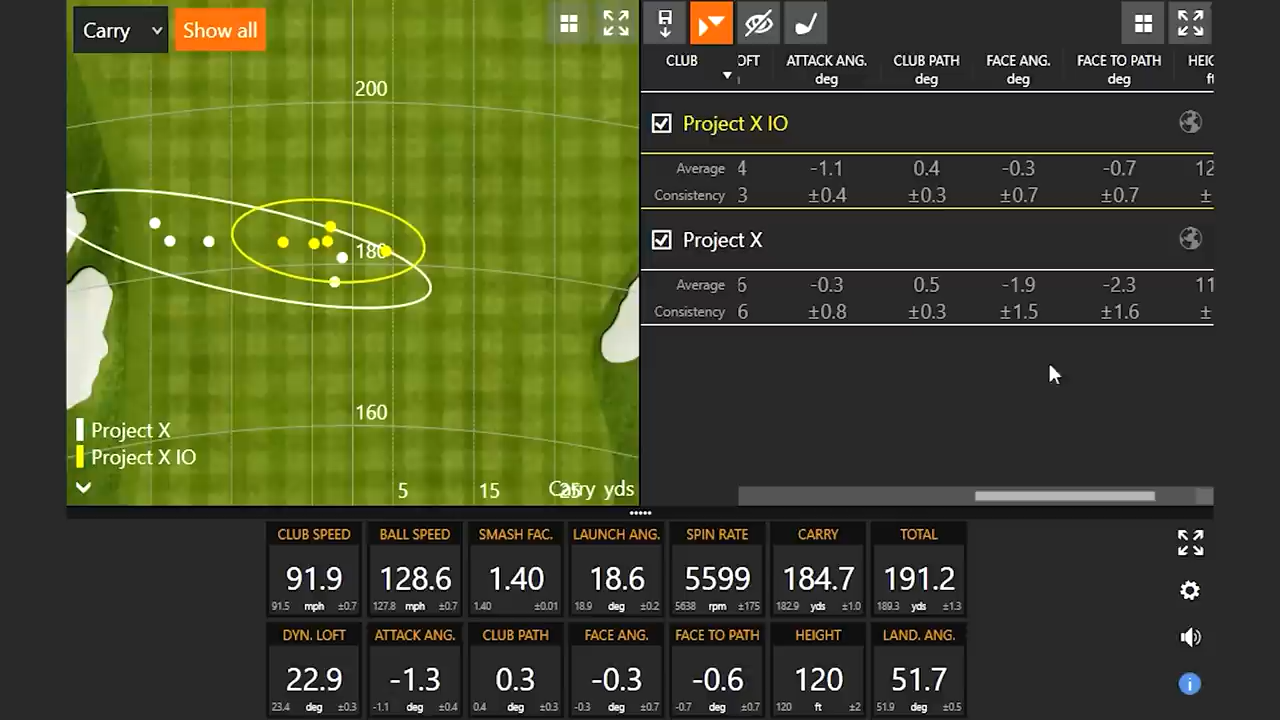 Carry
Show all
200
180
160
Project X
Project X IO
5
15
Carry yds
CLUB
OFT
ATTACK ANG.
deg
CLUB PATH
deg
FACE ANG.
deg
FACE TO PATH
deg
HEIG
ft
Project X IO
Average 4 -1.1 0.4 -0.3 -0.7 12
Consistency 3 ±0.4 ±0.3 ±0.7 ±0.7 ±
Project X
Average 6 -0.3 0.5 -1.9 -2.3 11
Consistency 6 ±0.8 ±0.3 ±1.5 ±1.6 ±
CLUB SPEED BALL SPEED SMASH FAC. LAUNCH ANG. SPIN RATE CARRY TOTAL
91.9 128.6 1.40 18.6 5599 184.7 191.2
91.5 mph ±0.7 127.8 mph ±0.7 1.40 ±0.01 18.9 deg ±0.2 5638 rpm ±175 182.9 yds ±1.0 189.3 yds ±1.3
DYN. LOFT ATTACK ANG. CLUB PATH FACE ANG. FACE TO PATH HEIGHT LAND. ANG.
22.9 -1.3 0.3 -0.3 -0.6 120 51.7
23.4 deg ±0.3 -1.1 deg ±0.4 0.4 deg ±0.3 -0.3 deg ±0.7 -0.7 deg ±0.7 120 ft ±2 51.9 deg ±0.5